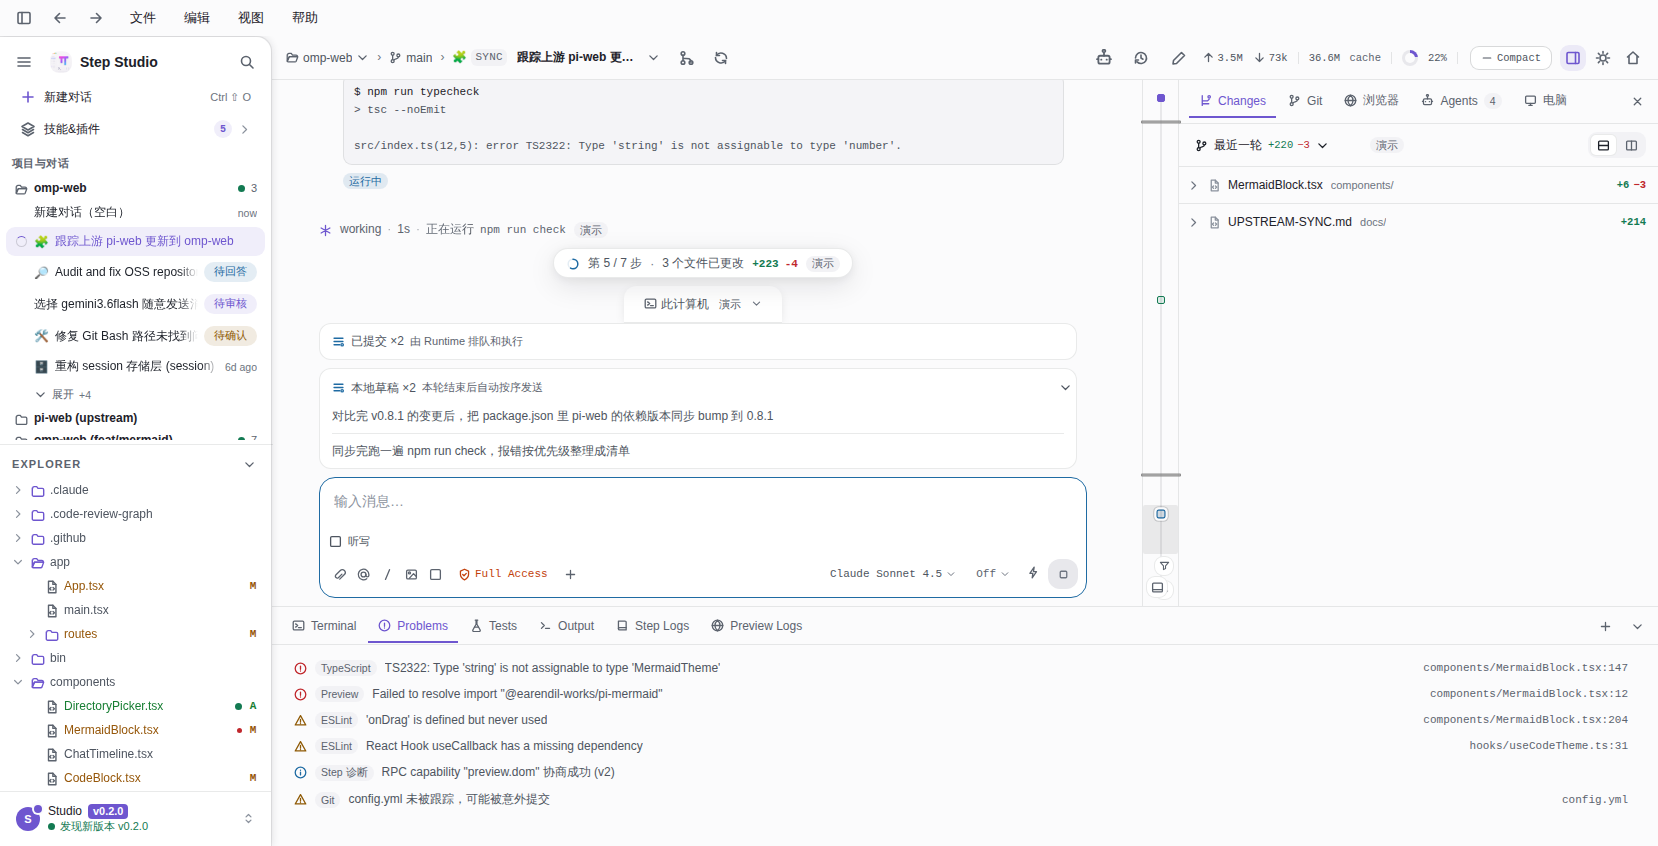 文件 编辑 视图 帮助
Step Studio
新建对话 Ctrl ⇧ O
技能&插件 5
项目与对话
omp-web 3
新建对话（空白） now
🧩 跟踪上游 pi-web 更新到 omp-web
🔎 Audit and fix OSS reposito 待回答
选择 gemini3.6flash 随意发送 待审核
🛠️ 修复 Git Bash 路径未找到 待确认
🗄️ 重构 session 存储层 (session) 6d ago
展开 +4
pi-web (upstream)
omp-web (feat/mermaid) 7
EXPLORER
.claude
.code-review-graph
.github
app
App.tsx M
main.tsx
routes M
bin
components
DirectoryPicker.tsx A
MermaidBlock.tsx M
ChatTimeline.tsx
CodeBlock.tsx M
S Studio v0.2.0
发现新版本 v0.2.0
omp-web › main › 🧩 SYNC 跟踪上游 pi-web 更…
↑ 3.5M ↓ 73k 36.6M cache 22% Compact
$ npm run typecheck
> tsc --noEmit
src/index.ts(12,5): error TS2322: Type 'string' is not assignable to type 'number'.
运行中
working · 1s · 正在运行 npm run check 演示
第 5 / 7 步 · 3 个文件已更改 +223 -4 演示
此计算机 演示
已提交 ×2 由 Runtime 排队和执行
本地草稿 ×2 本轮结束后自动按序发送
对比完 v0.8.1 的变更后，把 package.json 里 pi-web 的依赖版本同步 bump 到 0.8.1
同步完跑一遍 npm run check，报错按优先级整理成清单
输入消息…
听写
/ Full Access + Claude Sonnet 4.5 Off
Changes Git 浏览器 Agents 4 电脑
最近一轮 +220 −3 演示
MermaidBlock.tsx components/ +6 −3
UPSTREAM-SYNC.md docs/ +214
Terminal Problems Tests Output Step Logs Preview Logs
TypeScript TS2322: Type 'string' is not assignable to type 'MermaidTheme' components/MermaidBlock.tsx:147
Preview Failed to resolve import "@earendil-works/pi-mermaid" components/MermaidBlock.tsx:12
ESLint 'onDrag' is defined but never used components/MermaidBlock.tsx:204
ESLint React Hook useCallback has a missing dependency hooks/useCodeTheme.ts:31
Step 诊断 RPC capability "preview.dom" 协商成功 (v2)
Git config.yml 未被跟踪，可能被意外提交 config.yml